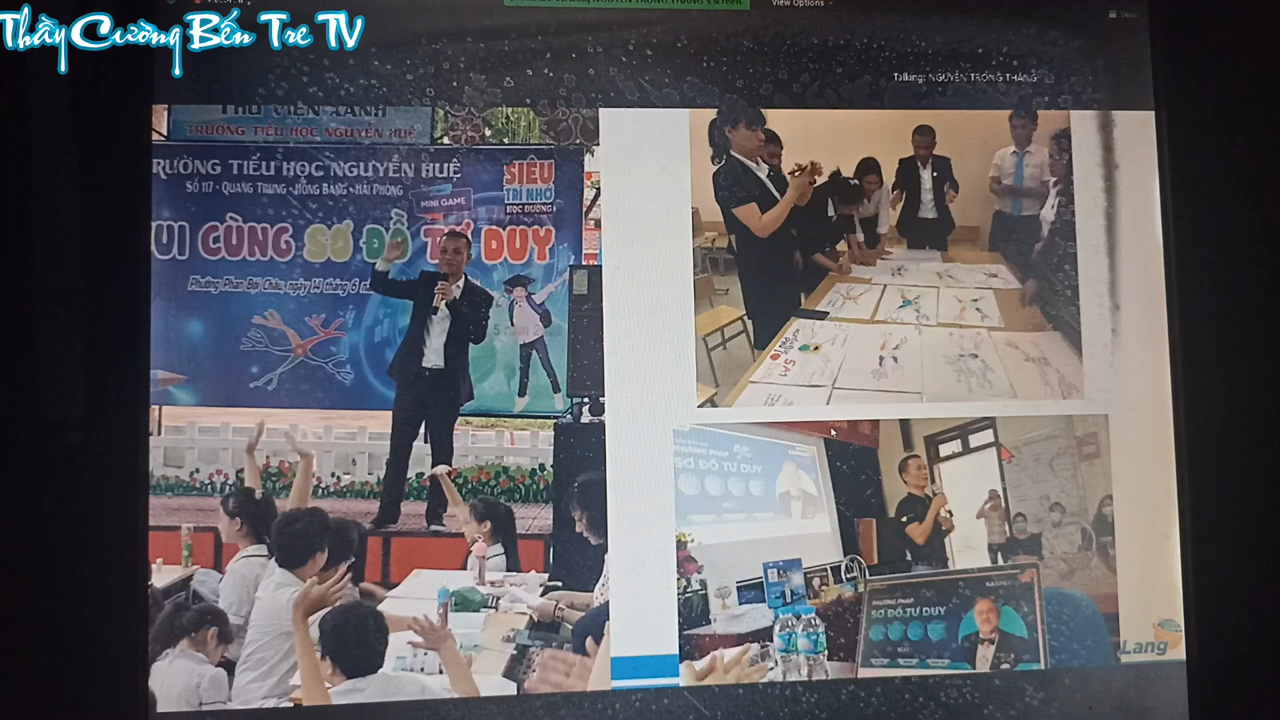 Thầy Cường Bến Tre TV
View Options
Talking: NGUYỄN TRỌNG THẮNG
THƯ VIỆN XANH
TRƯỜNG TIỂU HỌC NGUYỄN HUỆ
RƯỜNG TIỂU HỌC NGUYỄN HUỆ
SỐ 117 - QUANG TRUNG - HỒNG BÀNG - HẢI PHÒNG
SIÊU
TRÍ NHỚ
HỌC ĐƯỜNG
MINI GAME
UI CÙNG SƠ ĐỒ TƯ DUY
Phường Phan Bội Châu, ngày 14 tháng 6
5A1
PHƯƠNG PHÁP
SƠ ĐỒ TƯ DUY
PHƯƠNG PHÁP
SƠ ĐỒ TƯ DUY
Lang